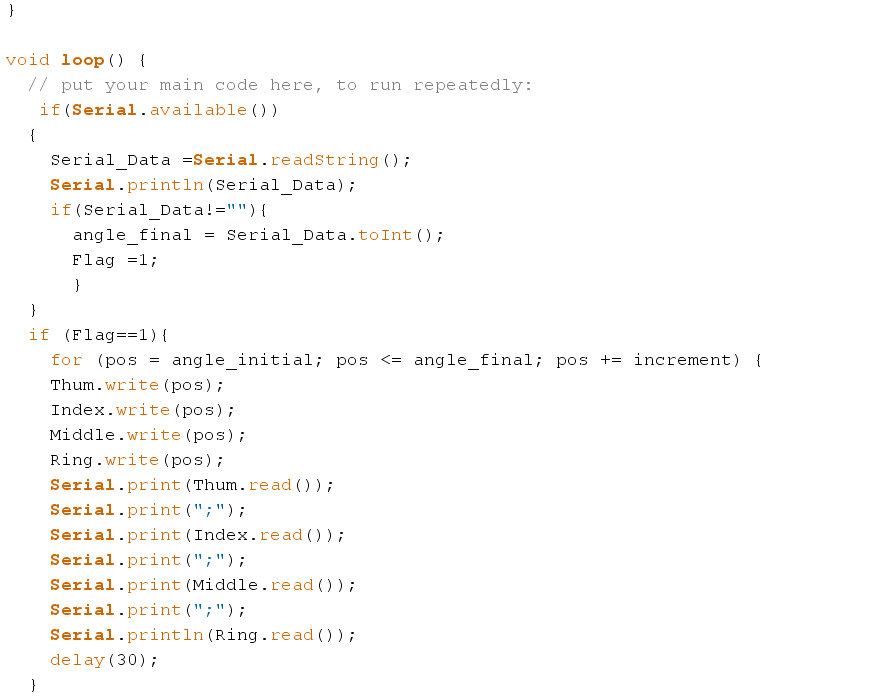 }
void loop() {
  // put your main code here, to run repeatedly:
   if(Serial.available())
  {
    Serial_Data =Serial.readString();
    Serial.println(Serial_Data);
    if(Serial_Data!=""){
      angle_final = Serial_Data.toInt();
      Flag =1;
      }
  }
  if (Flag==1){
    for (pos = angle_initial; pos <= angle_final; pos += increment) {
    Thum.write(pos);
    Index.write(pos);
    Middle.write(pos);
    Ring.write(pos);
    Serial.print(Thum.read());
    Serial.print(";");
    Serial.print(Index.read());
    Serial.print(";");
    Serial.print(Middle.read());
    Serial.print(";");
    Serial.println(Ring.read());
    delay(30);
  }